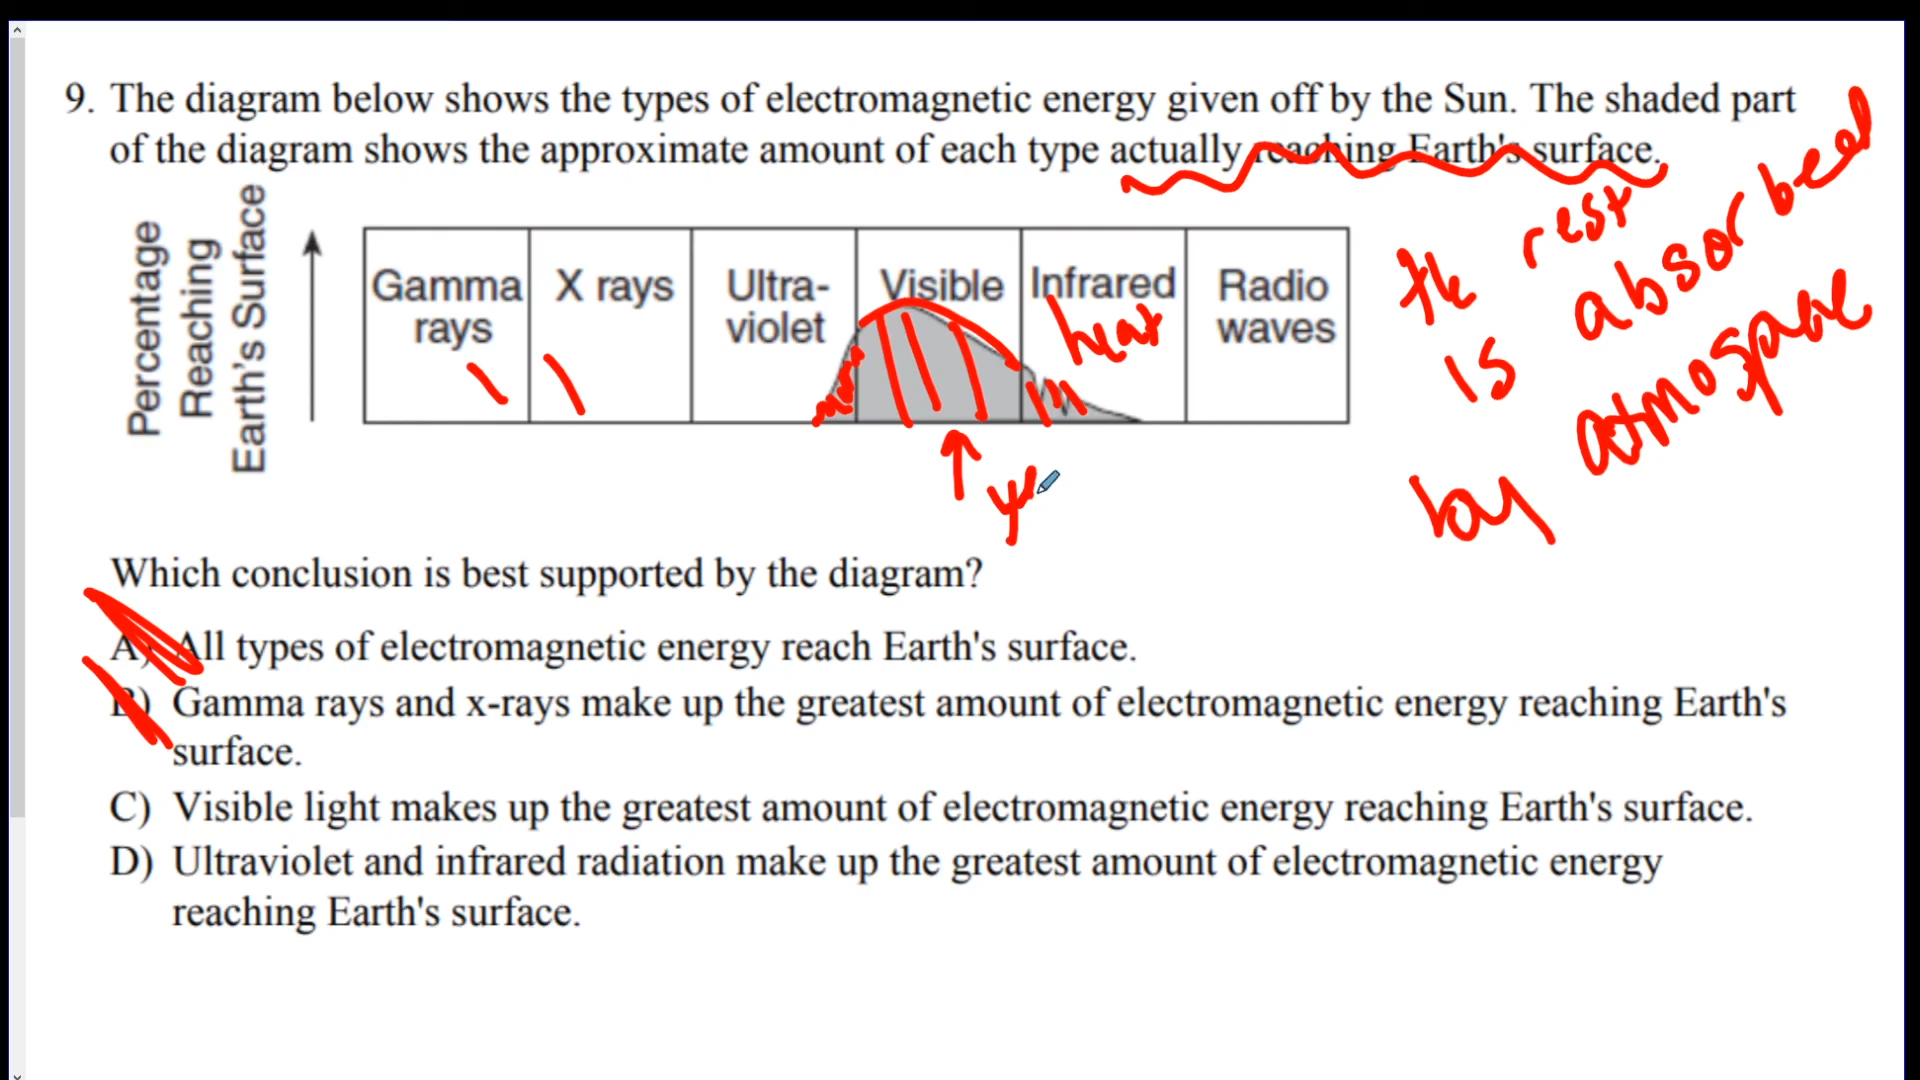 9. The diagram below shows the types of electromagnetic energy given off by the Sun. The shaded part
of the diagram shows the approximate amount of each type actually reaching Earth's surface.
Percentage
Reaching
Earth's Surface
Gamma
rays
X rays
Ultra-
violet
Visible
Infrared
Radio
waves
heat
the rest
is absorbed
by atmosphere
Which conclusion is best supported by the diagram?
A) All types of electromagnetic energy reach Earth's surface.
B) Gamma rays and x-rays make up the greatest amount of electromagnetic energy reaching Earth's
surface.
C) Visible light makes up the greatest amount of electromagnetic energy reaching Earth's surface.
D) Ultraviolet and infrared radiation make up the greatest amount of electromagnetic energy
reaching Earth's surface.